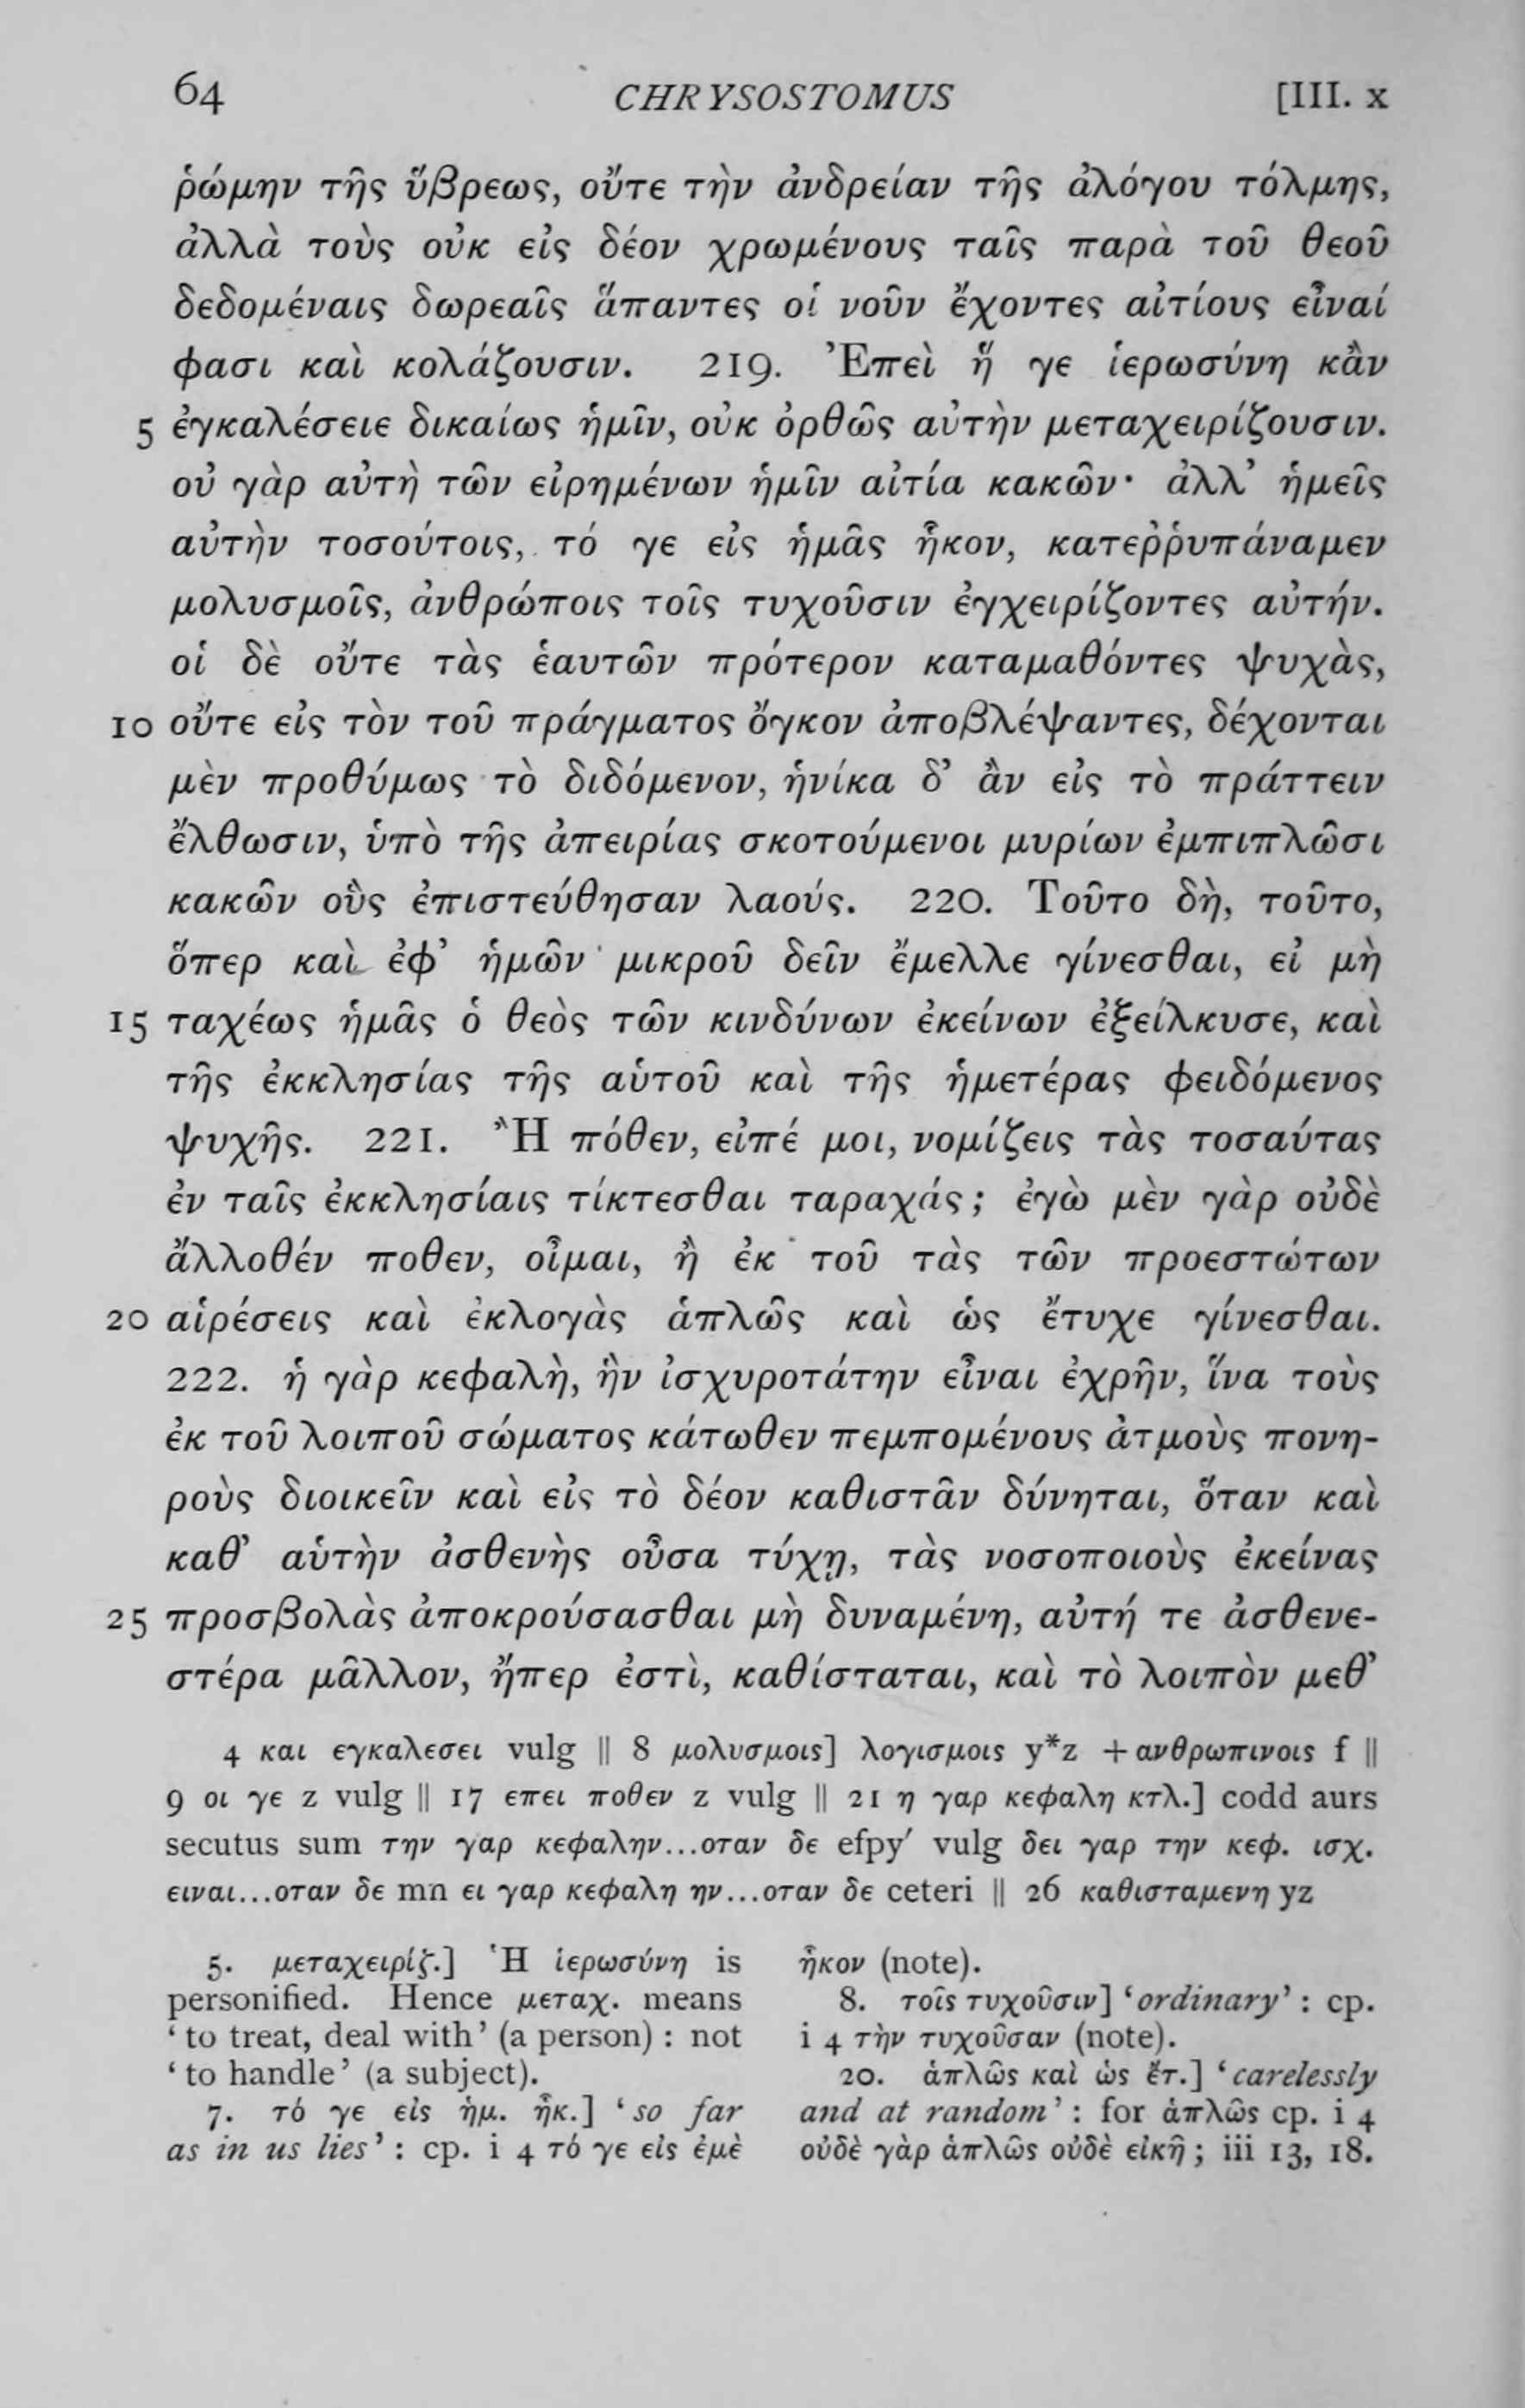 64 CHRYSOSTOMUS [III. x
ῥώμην τῆς ὕβρεως, οὔτε τὴν ἀνδρείαν τῆς ἀλόγου τόλμης,
ἀλλὰ τοὺς οὐκ εἰς δέον χρωμένους ταῖς παρὰ τοῦ θεοῦ
δεδομέναις δωρεαῖς ἅπαντες οἱ νοῦν ἔχοντες αἰτίους εἶναί
φασι καὶ κολάζουσιν. 219. Ἐπεὶ ἥ γε ἱερωσύνη κἂν
5 ἐγκαλέσειε δικαίως ἡμῖν, οὐκ ὀρθῶς αὐτὴν μεταχειρίζουσιν.
οὐ γὰρ αὐτὴ τῶν εἰρημένων ἡμῖν αἰτία κακῶν· ἀλλ’ ἡμεῖς
αὐτὴν τοσούτοις, τό γε εἰς ἡμᾶς ἧκον, κατεῤῥυπάναμεν
μολυσμοῖς, ἀνθρώποις τοῖς τυχοῦσιν ἐγχειρίζοντες αὐτήν.
οἱ δὲ οὔτε τὰς ἑαυτῶν πρότερον καταμαθόντες ψυχὰς,
10 οὔτε εἰς τὸν τοῦ πράγματος ὄγκον ἀποβλέψαντες, δέχονται
μὲν προθύμως τὸ διδόμενον, ἡνίκα δ’ ἂν εἰς τὸ πράττειν
ἔλθωσιν, ὑπὸ τῆς ἀπειρίας σκοτούμενοι μυρίων ἐμπιπλῶσι
κακῶν οὓς ἐπιστεύθησαν λαούς. 220. Τοῦτο δὴ, τοῦτο,
ὅπερ καὶ ἐφ’ ἡμῶν μικροῦ δεῖν ἔμελλε γίνεσθαι, εἰ μὴ
15 ταχέως ἡμᾶς ὁ θεὸς τῶν κινδύνων ἐκείνων ἐξείλκυσε, καὶ
τῆς ἐκκλησίας τῆς αὑτοῦ καὶ τῆς ἡμετέρας φειδόμενος
ψυχῆς. 221. Ἢ πόθεν, εἰπέ μοι, νομίζεις τὰς τοσαύτας
ἐν ταῖς ἐκκλησίαις τίκτεσθαι ταραχάς; ἐγὼ μὲν γὰρ οὐδὲ
ἄλλοθέν ποθεν, οἶμαι, ἢ ἐκ τοῦ τὰς τῶν προεστώτων
20 αἱρέσεις καὶ ἐκλογὰς ἁπλῶς καὶ ὡς ἔτυχε γίνεσθαι.
222. ἡ γὰρ κεφαλὴ, ἣν ἰσχυροτάτην εἶναι ἐχρῆν, ἵνα τοὺς
ἐκ τοῦ λοιποῦ σώματος κάτωθεν πεμπομένους ἀτμοὺς πονη-
ροὺς διοικεῖν καὶ εἰς τὸ δέον καθιστᾶν δύνηται, ὅταν καὶ
καθ’ αὑτὴν ἀσθενὴς οὖσα τύχῃ, τὰς νοσοποιοὺς ἐκείνας
25 προσβολὰς ἀποκρούσασθαι μὴ δυναμένη, αὐτή τε ἀσθενε-
στέρα μᾶλλον, ἤπερ ἐστὶ, καθίσταται, καὶ τὸ λοιπὸν μεθ’
4 και εγκαλεσει vulg || 8 μολυσμοις] λογισμοις y*z + ανθρωπινοις f ||
9 οι γε z vulg || 17 επει ποθεν z vulg || 21 η γαρ κεφαλη κτλ.] codd aurs
secutus sum την γαρ κεφαλην...οταν δε efpy′ vulg δει γαρ την κεφ. ισχ.
ειναι...οταν δε mn ει γαρ κεφαλη ην...οταν δε ceteri || 26 καθισταμενη yz
5. μεταχειρίζ.] Ἡ ἱερωσύνη is
personified. Hence μεταχ. means
‘to treat, deal with’ (a person): not
‘to handle’ (a subject).
7. τό γε εἰς ἡμ. ἧκ.] ‘so far
as in us lies’: cp. i 4 τό γε εἰς ἐμὲ
ἧκον (note).
8. τοῖς τυχοῦσιν] ‘ordinary’: cp.
i 4 τὴν τυχοῦσαν (note).
20. ἁπλῶς καὶ ὡς ἔτ.] ‘carelessly
and at random’: for ἁπλῶς cp. i 4
οὐδὲ γὰρ ἁπλῶς οὐδὲ εἰκῆ; iii 13, 18.